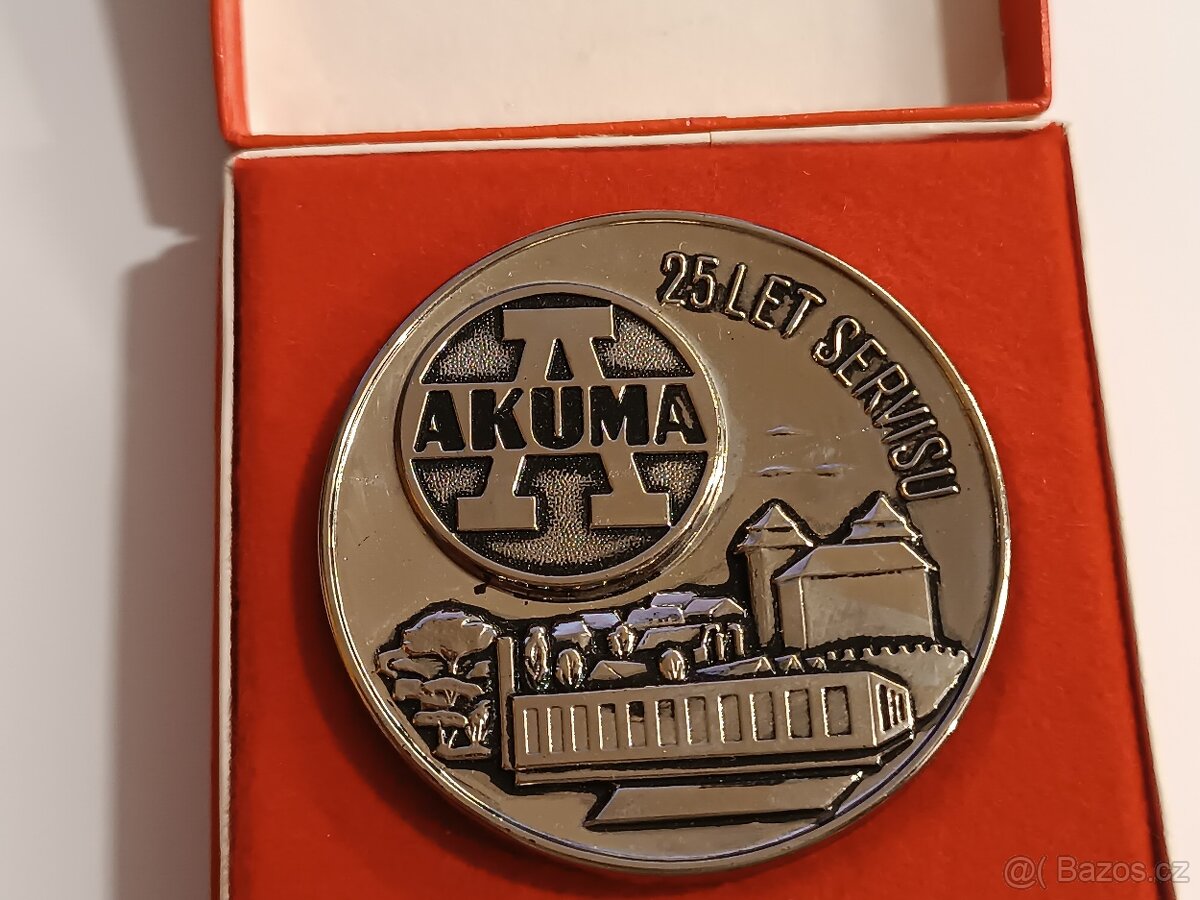 25 LET SERVISU
A
AKUMA
@( Bazos.cz